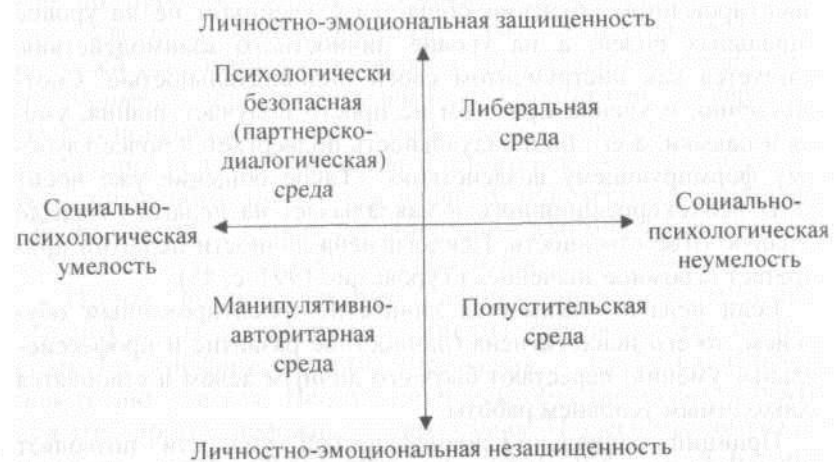 Личностно-эмоциональная защищенность
Психологически
безопасная
(партнерско-
диалогическая)
среда
Либеральная
среда
Социально-
психологическая
умелость
Социально-
психологическая
неумелость
Манипулятивно-
авторитарная
среда
Попустительская
среда
Личностно-эмоциональная незащищенность